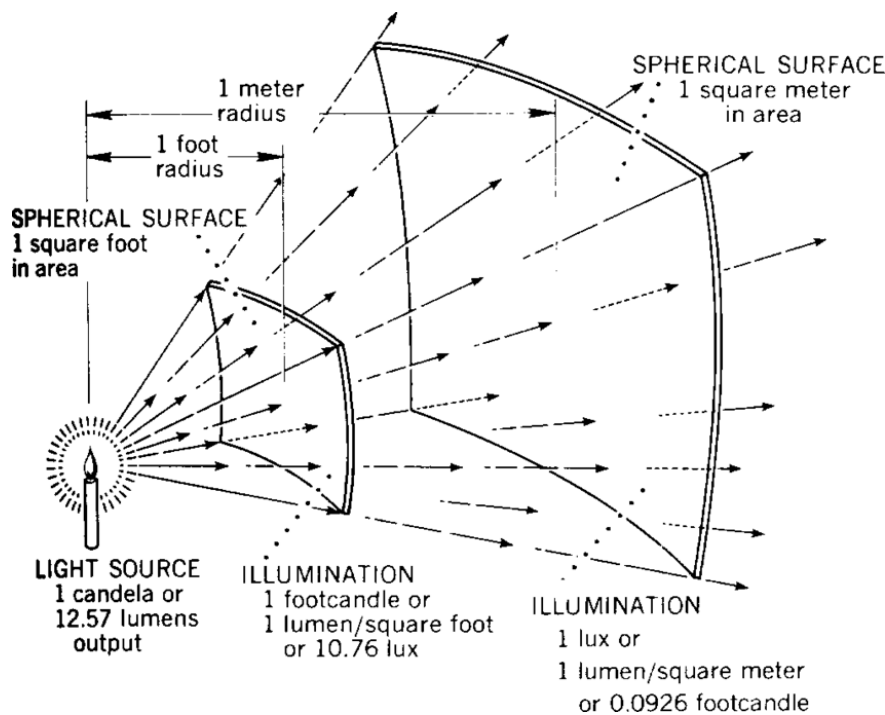 1 meter
radius
1 foot
radius
SPHERICAL SURFACE
1 square meter
in area
SPHERICAL SURFACE
1 square foot
in area
LIGHT SOURCE
1 candela or
12.57 lumens
output
ILLUMINATION
1 footcandle or
1 lumen/square foot
or 10.76 lux
ILLUMINATION
1 lux or
1 lumen/square meter
or 0.0926 footcandle